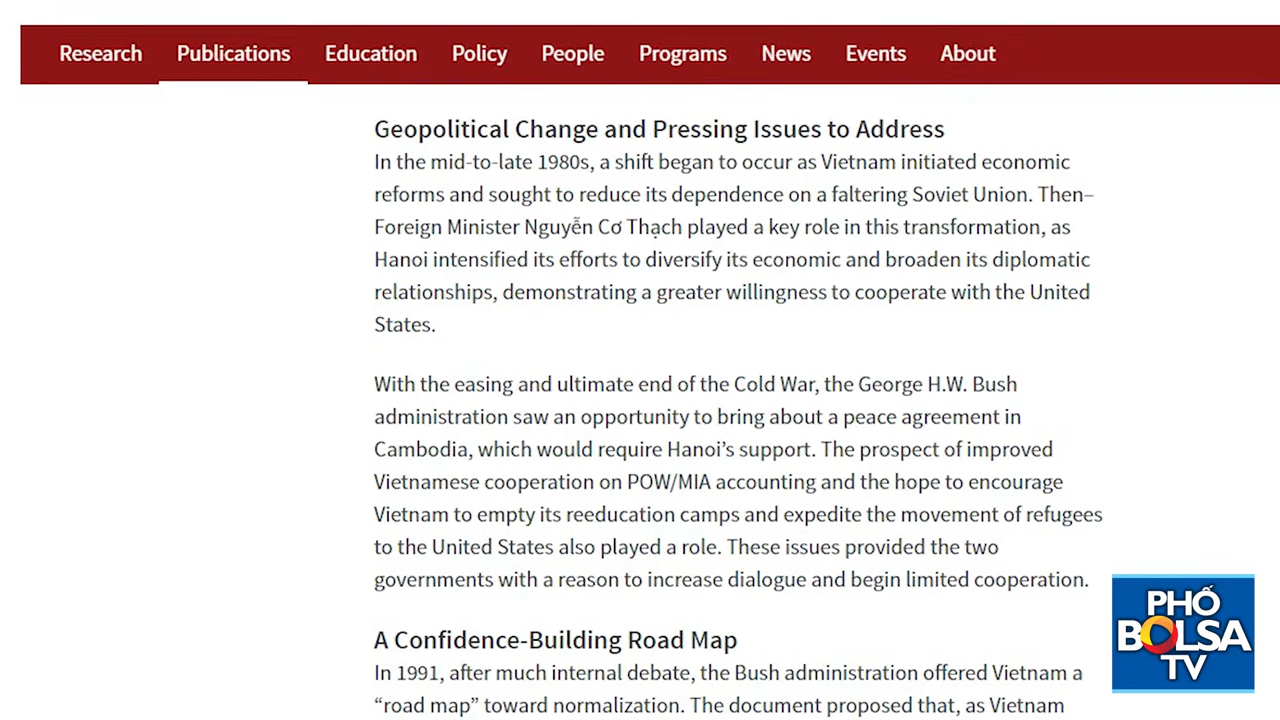 Research Publications Education Policy People Programs News Events About
Geopolitical Change and Pressing Issues to Address
In the mid-to-late 1980s, a shift began to occur as Vietnam initiated economic
reforms and sought to reduce its dependence on a faltering Soviet Union. Then–
Foreign Minister Nguyễn Cơ Thạch played a key role in this transformation, as
Hanoi intensified its efforts to diversify its economic and broaden its diplomatic
relationships, demonstrating a greater willingness to cooperate with the United
States.
With the easing and ultimate end of the Cold War, the George H.W. Bush
administration saw an opportunity to bring about a peace agreement in
Cambodia, which would require Hanoi’s support. The prospect of improved
Vietnamese cooperation on POW/MIA accounting and the hope to encourage
Vietnam to empty its reeducation camps and expedite the movement of refugees
to the United States also played a role. These issues provided the two
governments with a reason to increase dialogue and begin limited cooperation.
A Confidence-Building Road Map
In 1991, after much internal debate, the Bush administration offered Vietnam a
“road map” toward normalization. The document proposed that, as Vietnam
PHỐ
BOLSA
TV